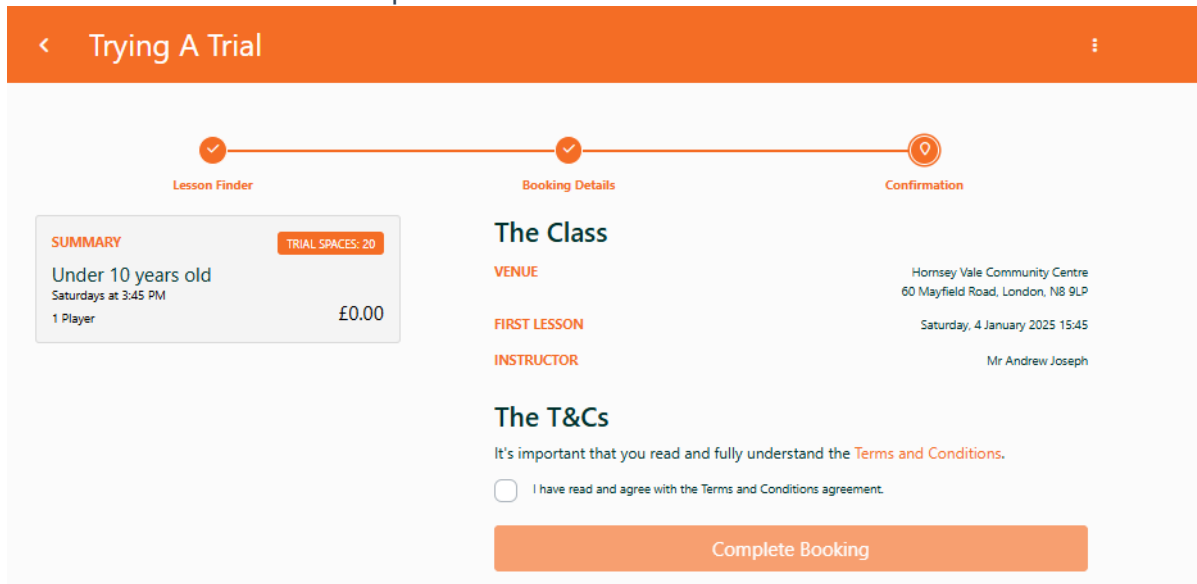 Trying A Trial
Lesson Finder
Booking Details
Confirmation
SUMMARY
TRIAL SPACES: 20
Under 10 years old
Saturdays at 3:45 PM
1 Player
£0.00
The Class
VENUE
Hornsey Vale Community Centre
60 Mayfield Road, London, N8 9LP
FIRST LESSON
Saturday, 4 January 2025 15:45
INSTRUCTOR
Mr Andrew Joseph
The T&Cs
It's important that you read and fully understand the Terms and Conditions.
I have read and agree with the Terms and Conditions agreement.
Complete Booking